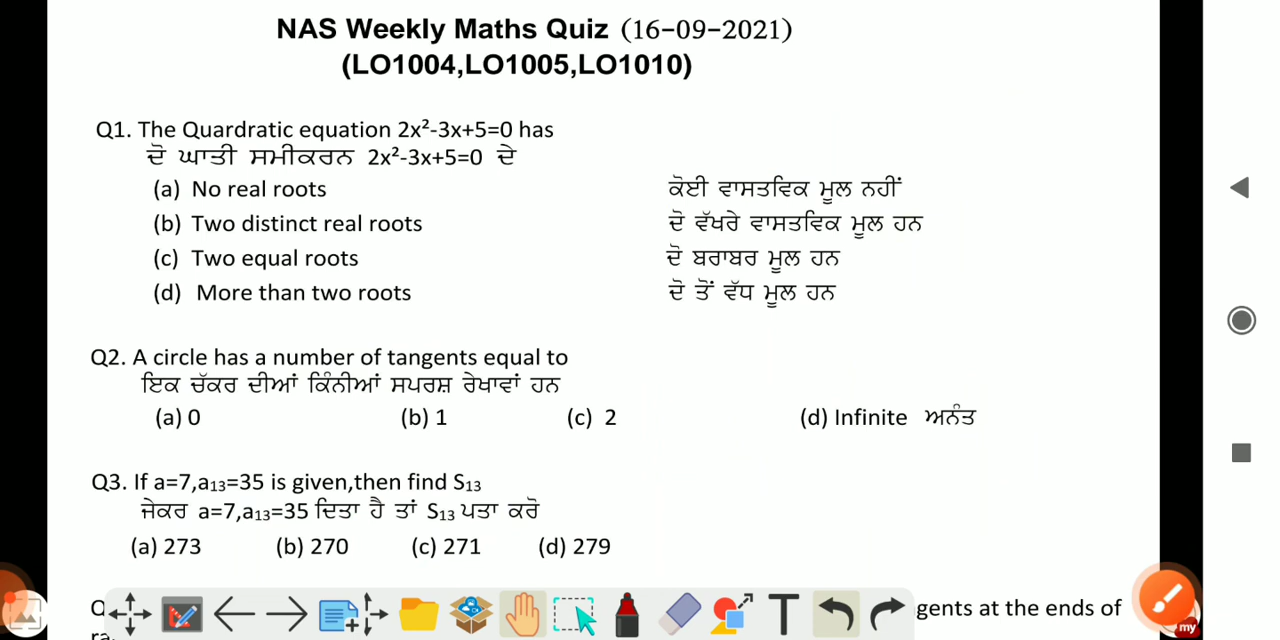 NAS Weekly Maths Quiz (16-09-2021)
(LO1004,LO1005,LO1010)
Q1. The Quardratic equation 2x²-3x+5=0 has
ਦੋ ਘਾਤੀ ਸਮੀਕਰਨ 2x²-3x+5=0 ਦੇ
(a) No real roots ਕੋਈ ਵਾਸਤਵਿਕ ਮੂਲ ਨਹੀਂ
(b) Two distinct real roots ਦੋ ਵੱਖਰੇ ਵਾਸਤਵਿਕ ਮੂਲ ਹਨ
(c) Two equal roots ਦੋ ਬਰਾਬਰ ਮੂਲ ਹਨ
(d) More than two roots ਦੋ ਤੋਂ ਵੱਧ ਮੂਲ ਹਨ
Q2. A circle has a number of tangents equal to
ਇਕ ਚੱਕਰ ਦੀਆਂ ਕਿੰਨੀਆਂ ਸਪਰਸ਼ ਰੇਖਾਵਾਂ ਹਨ
(a) 0 (b) 1 (c) 2 (d) Infinite ਅਨੰਤ
Q3. If a=7,a₁₃=35 is given,then find S₁₃
ਜੇਕਰ a=7,a₁₃=35 ਦਿਤਾ ਹੈ ਤਾਂ S₁₃ ਪਤਾ ਕਰੋ
(a) 273 (b) 270 (c) 271 (d) 279
gents at the ends of
my